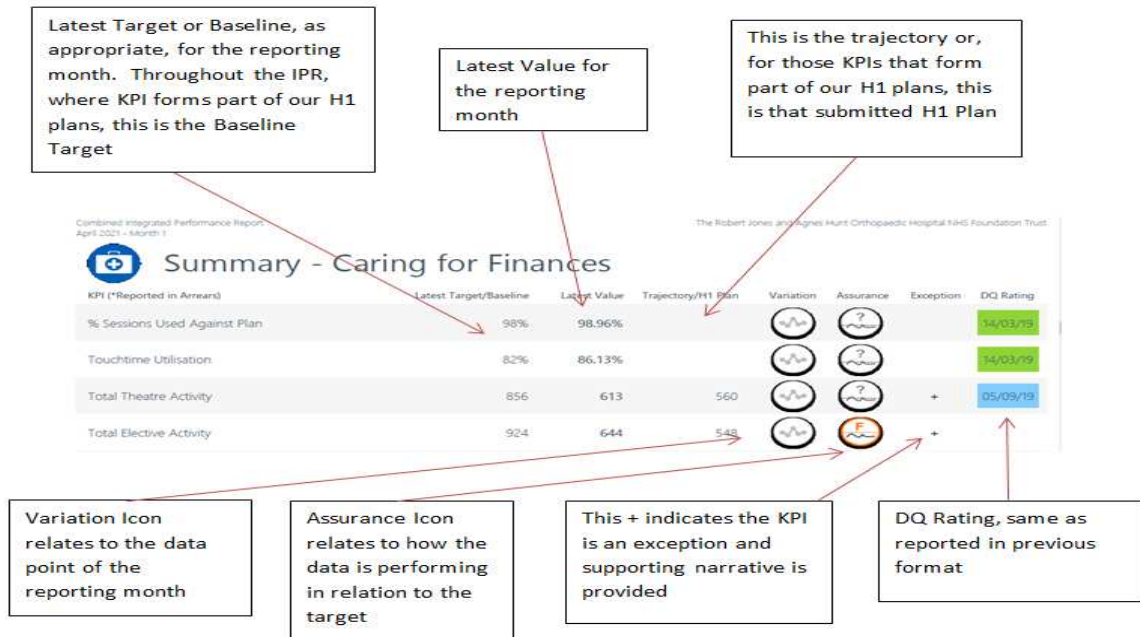 Latest Target or Baseline, as
appropriate, for the reporting
month. Throughout the IPR,
where KPI forms part of our H1
plans, this is the Baseline
Target
Latest Value for
the reporting
month
This is the trajectory or,
for those KPIs that form
part of our H1 plans, this
is that submitted H1 Plan
Combined Integrated Performance Report
April 2021 – Month 1
The Robert Jones and Agnes Hunt Orthopaedic Hospital NHS Foundation Trust
Summary - Caring for Finances
KPI (*Reported in Arrears) Latest Target/Baseline Latest Value Trajectory/H1 Plan Variation Assurance Exception DQ Rating
% Sessions Used Against Plan 98% 98.96% ? 14/03/19
Touchtime Utilisation 82% 86.13% ? 14/03/19
Total Theatre Activity 856 613 560 ? + 05/09/19
Total Elective Activity 924 644 548 F +
Variation Icon
relates to the data
point of the
reporting month
Assurance Icon
relates to how the
data is performing
in relation to the
target
This + indicates the KPI
is an exception and
supporting narrative is
provided
DQ Rating, same as
reported in previous
format